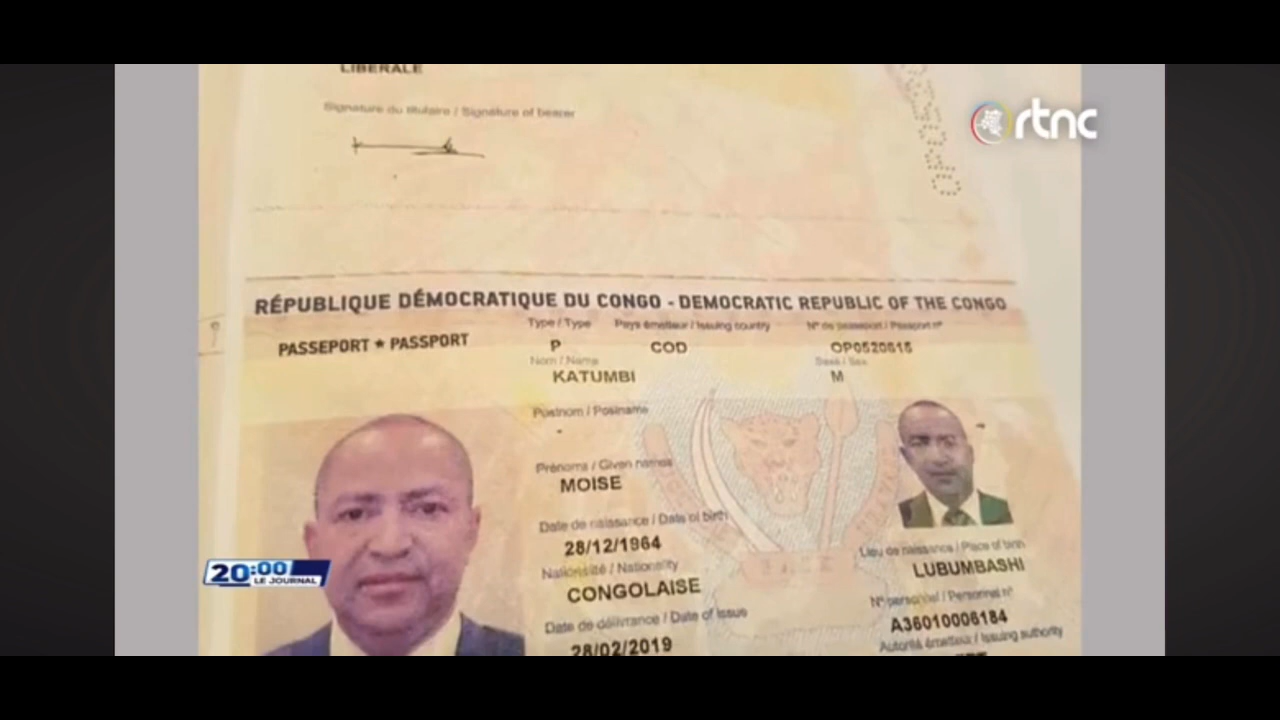 LIBERALE
Signature du titulaire / Signature of bearer
rtnc
RÉPUBLIQUE DÉMOCRATIQUE DU CONGO - DEMOCRATIC REPUBLIC OF THE CONGO
Type / Type Pays émetteur / Issuing country N° de passeport / Passport n°
PASSEPORT ★ PASSPORT P COD OP0520615
Nom / Name Sexe / Sex
KATUMBI M
Postnom / Postname
-
Prénoms / Given names
MOISE
Date de naissance / Date of birth
28/12/1964
Lieu de naissance / Place of birth
LUBUMBASHI
Nationalité / Nationality
CONGOLAISE
N° personnel / Personnel n°
A36010006184
Date de délivrance / Date of issue
28/02/2019
Autorité émetteur / Issuing authority
20:00
LE JOURNAL